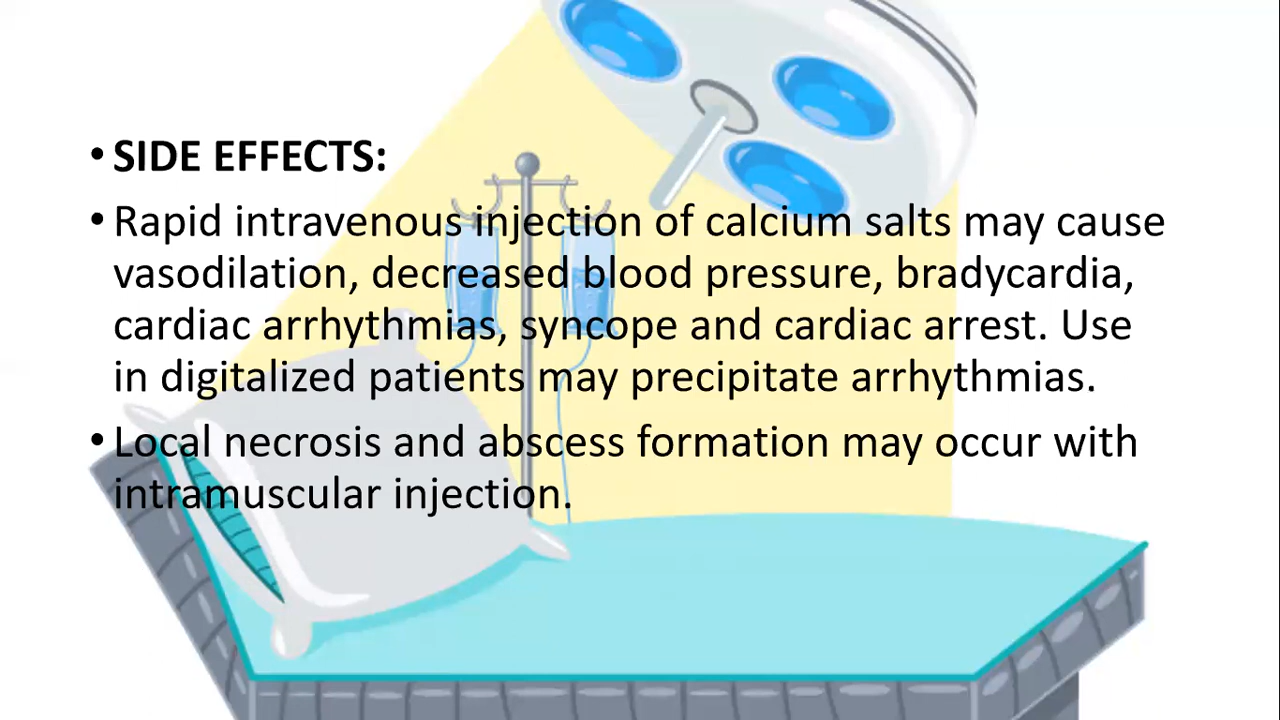 • SIDE EFFECTS:
• Rapid intravenous injection of calcium salts may cause
vasodilation, decreased blood pressure, bradycardia,
cardiac arrhythmias, syncope and cardiac arrest. Use
in digitalized patients may precipitate arrhythmias.
• Local necrosis and abscess formation may occur with
intramuscular injection.